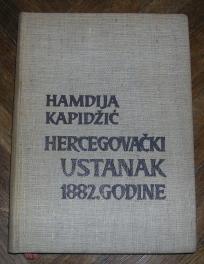 HAMDIJA
KAPIDŽIĆ
HERCEGOVAČKI
USTANAK
1882. GODINE